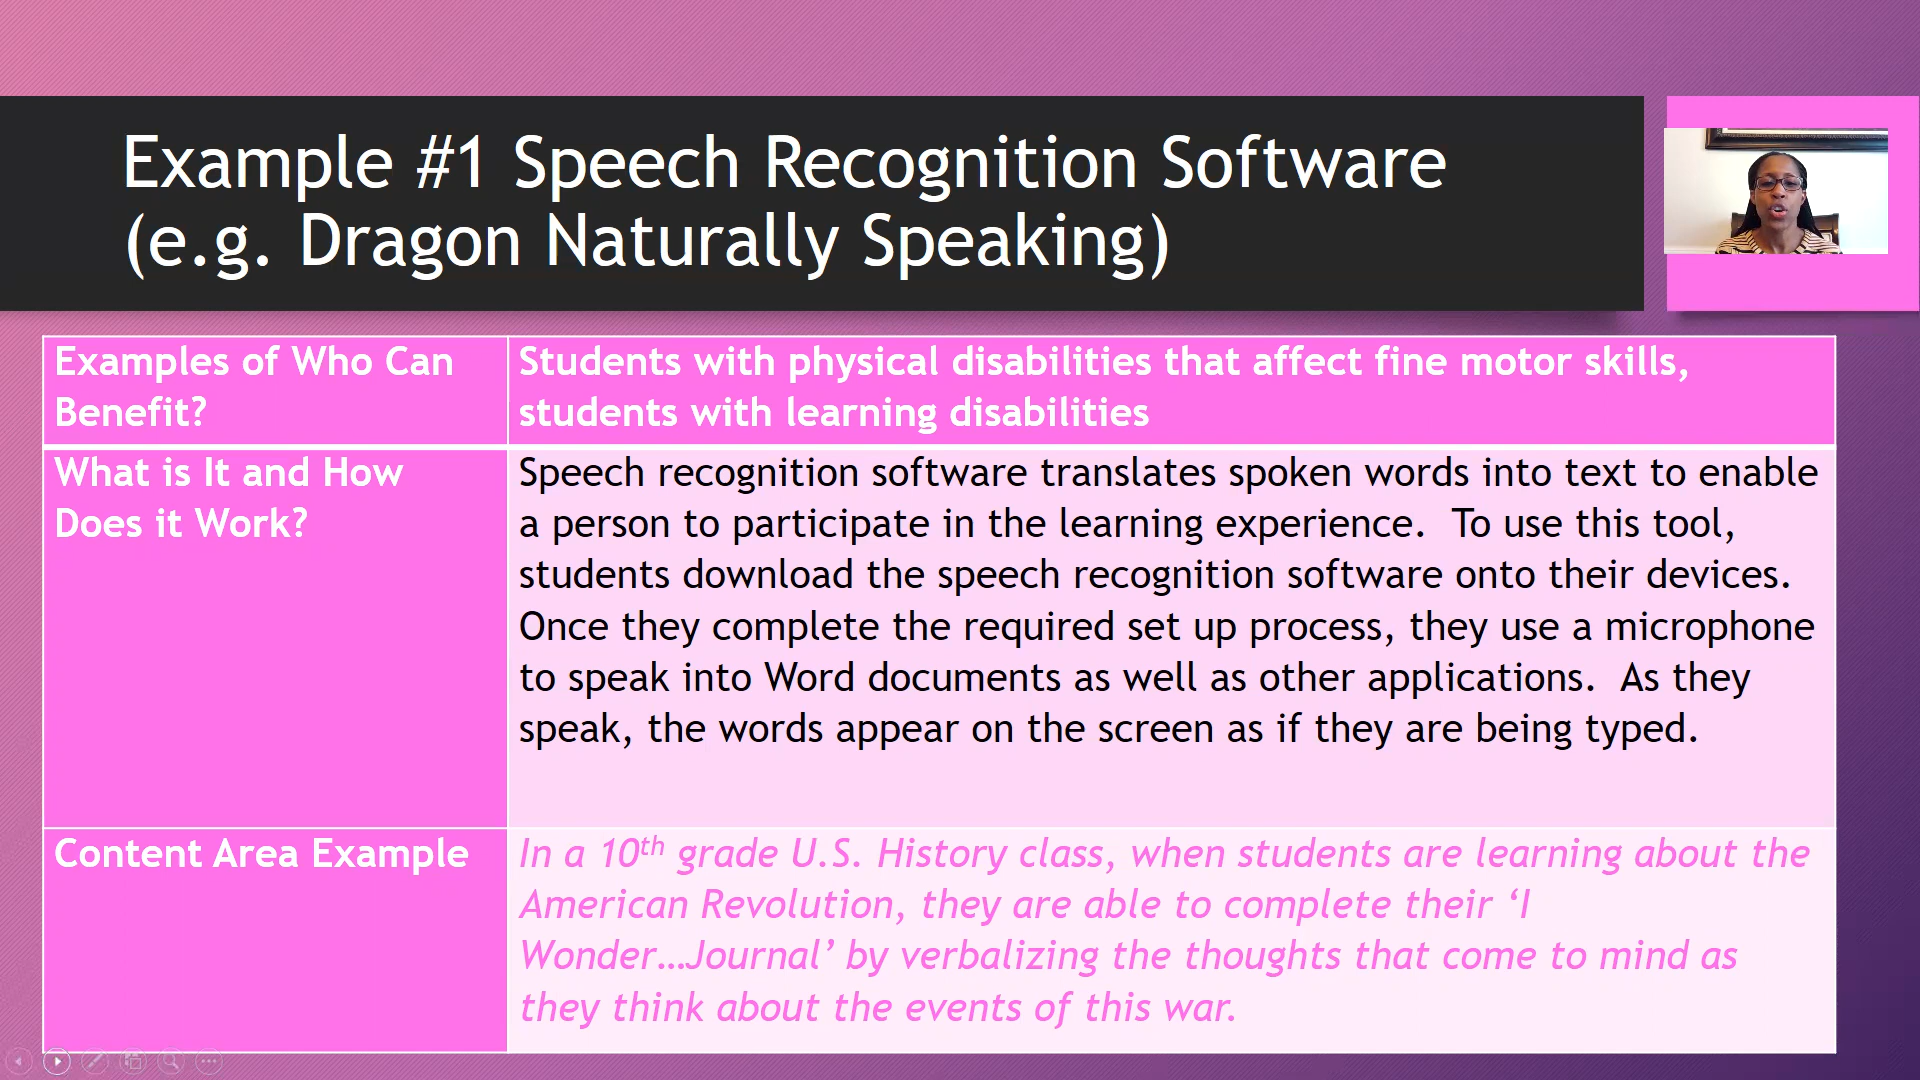 Example #1 Speech Recognition Software
(e.g. Dragon Naturally Speaking)
Examples of Who Can
Benefit?
Students with physical disabilities that affect fine motor skills,
students with learning disabilities
What is It and How
Does it Work?
Speech recognition software translates spoken words into text to enable
a person to participate in the learning experience.  To use this tool,
students download the speech recognition software onto their devices.
Once they complete the required set up process, they use a microphone
to speak into Word documents as well as other applications.  As they
speak, the words appear on the screen as if they are being typed.
Content Area Example
In a 10th grade U.S. History class, when students are learning about the
American Revolution, they are able to complete their ‘I
Wonder…Journal’ by verbalizing the thoughts that come to mind as
they think about the events of this war.